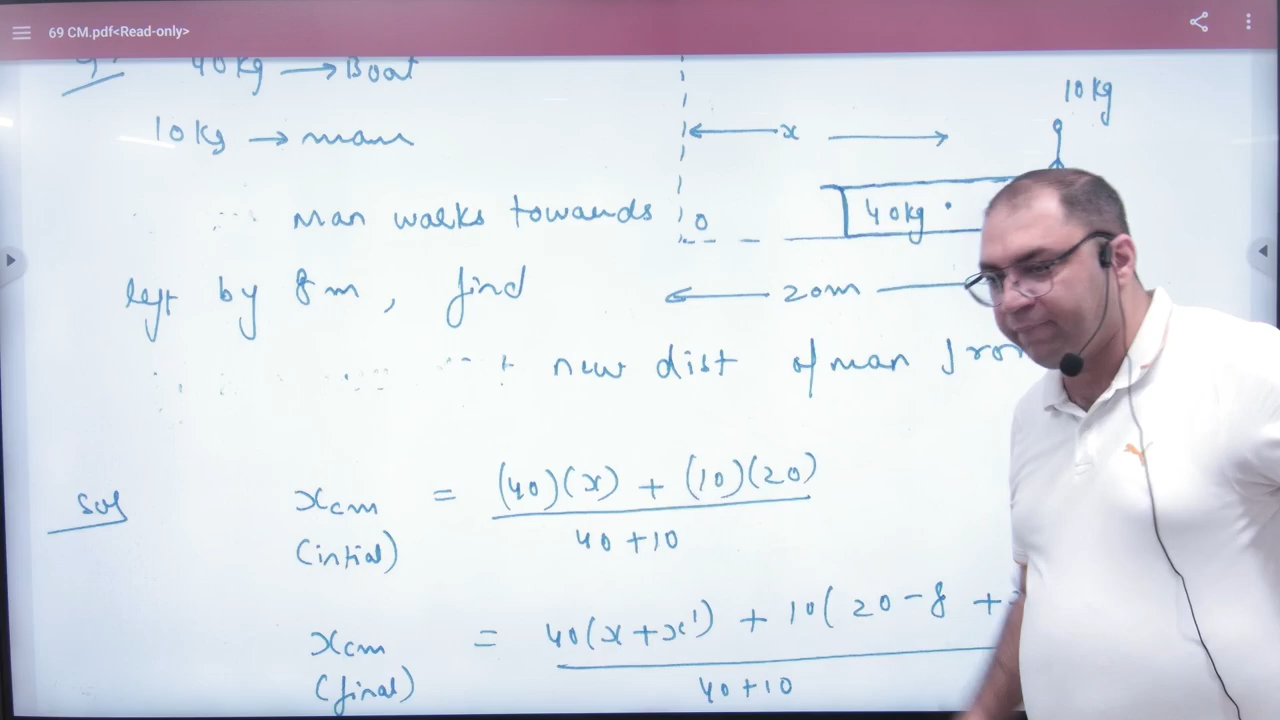 69 CM.pdf<Read-only>
40kg → Boat
10kg → man
man walks towards
left by 8m, find
new dist of man from
x
10kg
0
40kg
20m
Sol
xcm = (40)(x) + (10)(20)
(intial) 40 + 10
xcm = 40(x+x') + 10(20-8 +
(final) 40+10